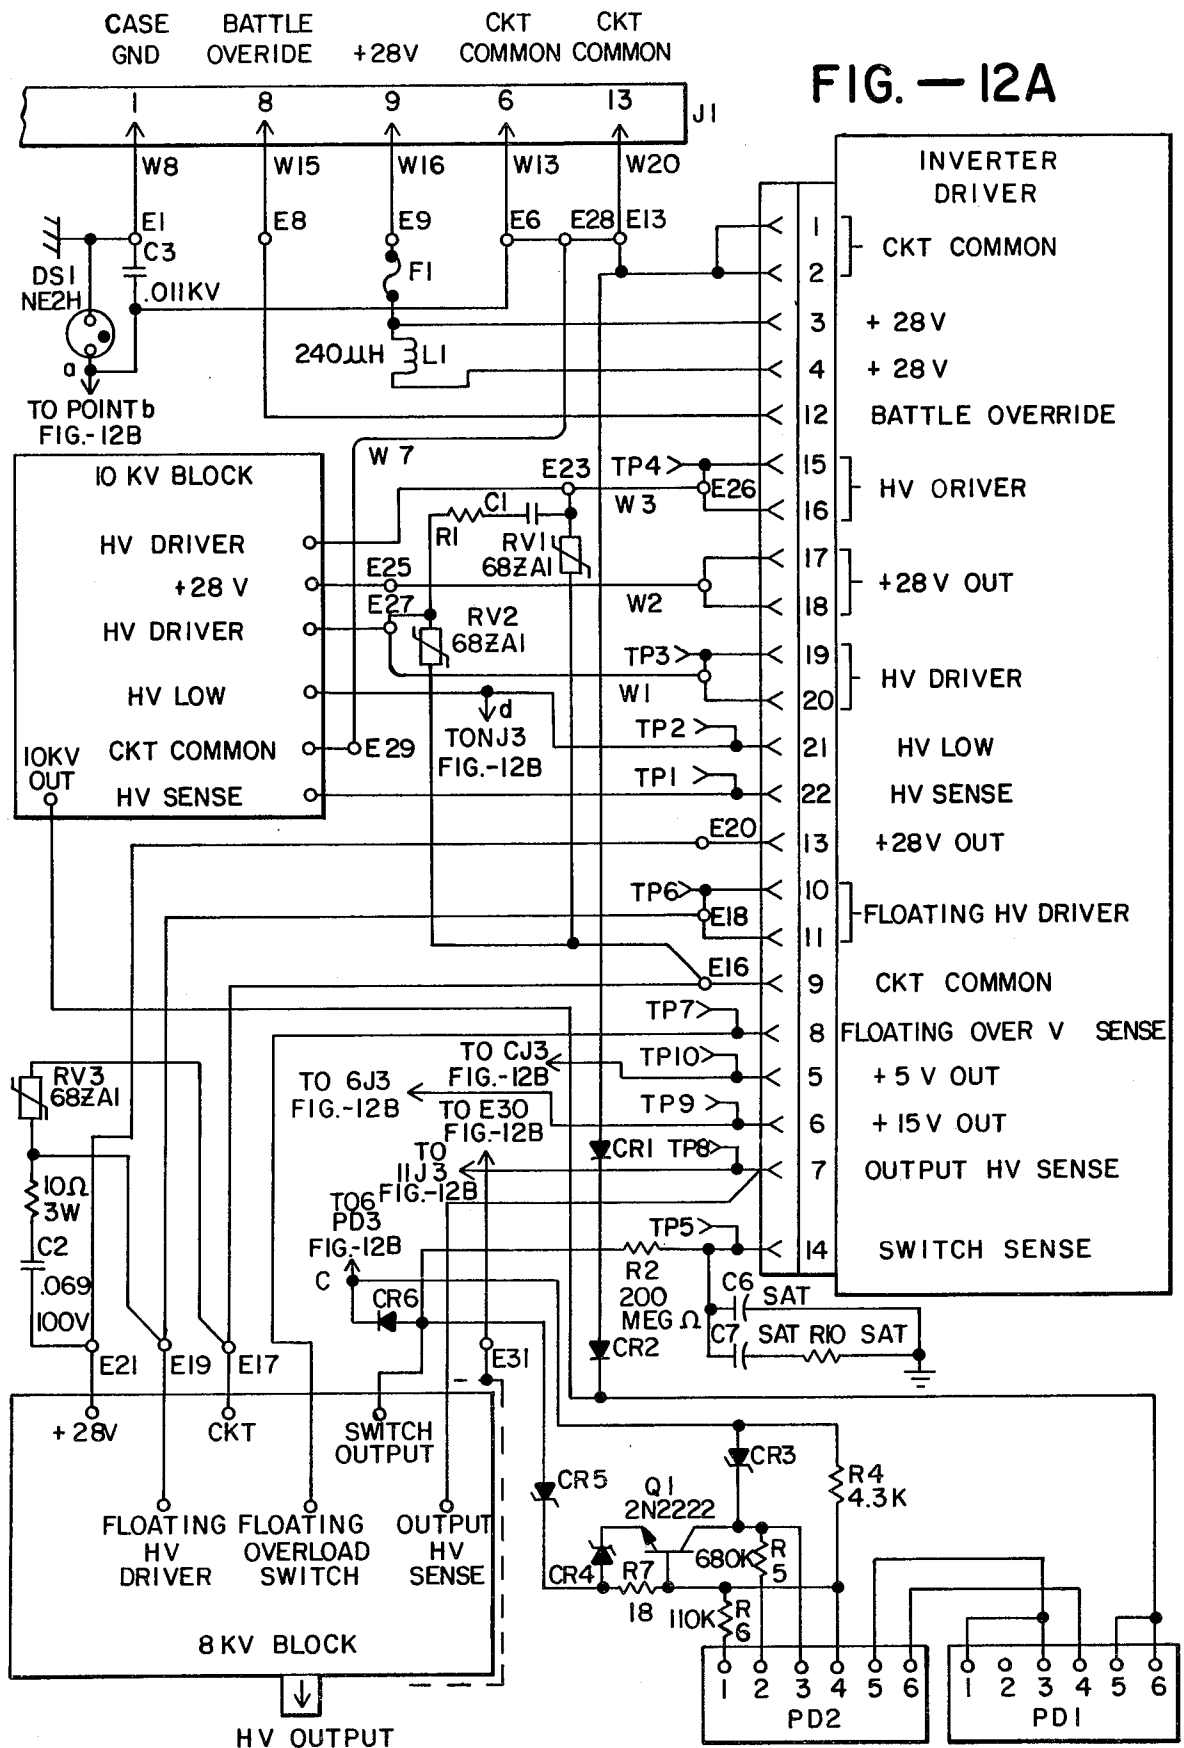 CASE GND
BATTLE OVERIDE
+28V
CKT COMMON
CKT COMMON
FIG.—12A
1 8 9 6 13 J1
W8 W15 W16 W13 W20
E1 E8 E9 E6 E28 E13
C3
DS1
NE2H
.011KV
F1
240µH L1
a
TO POINT b
FIG.-12B
INVERTER
DRIVER
1
2
CKT COMMON
3 +28V
4 +28V
12 BATTLE OVERRIDE
15
16
HV ORIVER
17
18
+28V OUT
19
20
HV DRIVER
21 HV LOW
22 HV SENSE
13 +28V OUT
10
11
FLOATING HV DRIVER
9 CKT COMMON
8 FLOATING OVER V SENSE
5 +5V OUT
6 +15V OUT
7 OUTPUT HV SENSE
14 SWITCH SENSE
W7
10 KV BLOCK
HV DRIVER
+28V
HV DRIVER
HV LOW
CKT COMMON
HV SENSE
10KV
OUT
E23
TP4
E26
W3
C1
R1
RV1
68ZA1
E25
W2
E27
RV2
68ZA1
TP3
W1
d
TONJ3
FIG.-12B
E29
TP2
TP1
E20
TP6
E18
E16
TP7
TO CJ3
FIG.-12B
TP10
TO 6J3
FIG.-12B
TP9
TO E30
FIG.-12B
CR1
TP8
TO
11J3
FIG.-12B
TO6
PD3
FIG.-12B
C
TP5
RV3
68ZA1
10Ω
3W
C2
.069
100V
CR6
R2
200
MEG Ω
C6 SAT
C7 SAT R10 SAT
CR2
E21 E19 E17 E31
+28V
CKT
SWITCH
OUTPUT
FLOATING
HV
DRIVER
FLOATING
OVERLOAD
SWITCH
OUTPUT
HV
SENSE
8KV BLOCK
HV OUTPUT
CR5
Q1
2N2222
CR3
R4
4.3K
CR4
R7
18
680K
R
5
110K
R
6
1 2 3 4 5 6
PD2
1 2 3 4 5 6
PD1